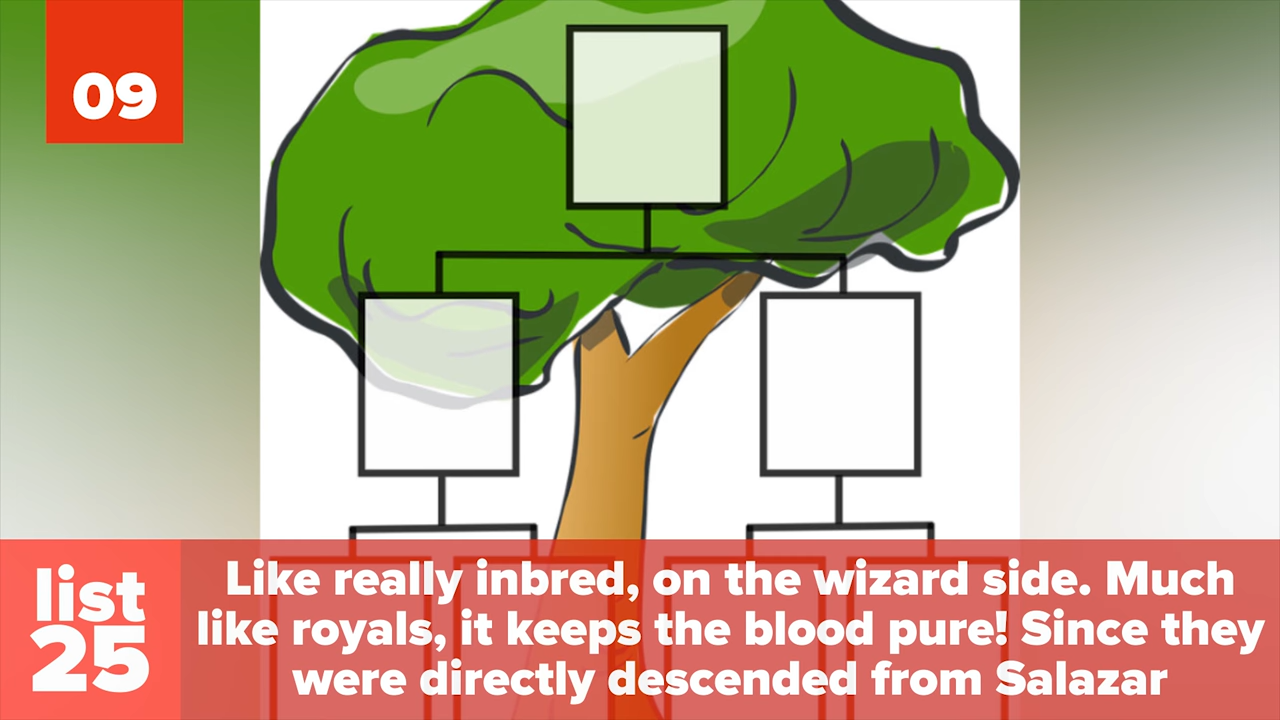 09
list
25
Like really inbred, on the wizard side. Much
like royals, it keeps the blood pure! Since they
were directly descended from Salazar